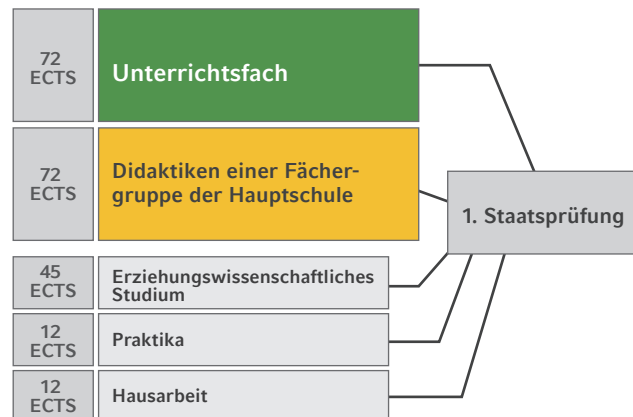 72
ECTS
Unterrichtsfach
72
ECTS
Didaktiken einer Fächer-
gruppe der Hauptschule
1. Staatsprüfung
45
ECTS
Erziehungswissenschaftliches
Studium
12
ECTS
Praktika
12
ECTS
Hausarbeit